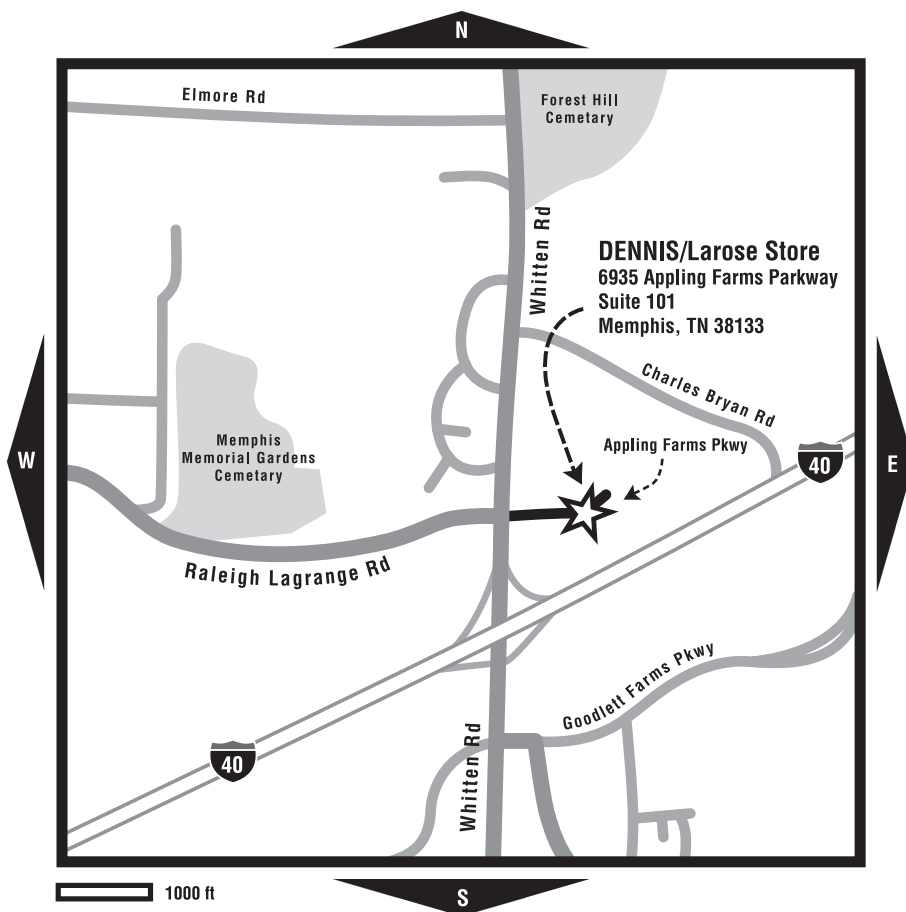 N
Elmore Rd
Forest Hill
Cemetary
Whitten Rd
DENNIS/Larose Store
6935 Appling Farms Parkway
Suite 101
Memphis, TN 38133
Charles Bryan Rd
Appling Farms Pkwy
40
W
E
Memphis
Memorial Gardens
Cemetary
Raleigh Lagrange Rd
Goodlett Farms Pkwy
40
Whitten Rd
1000 ft
S